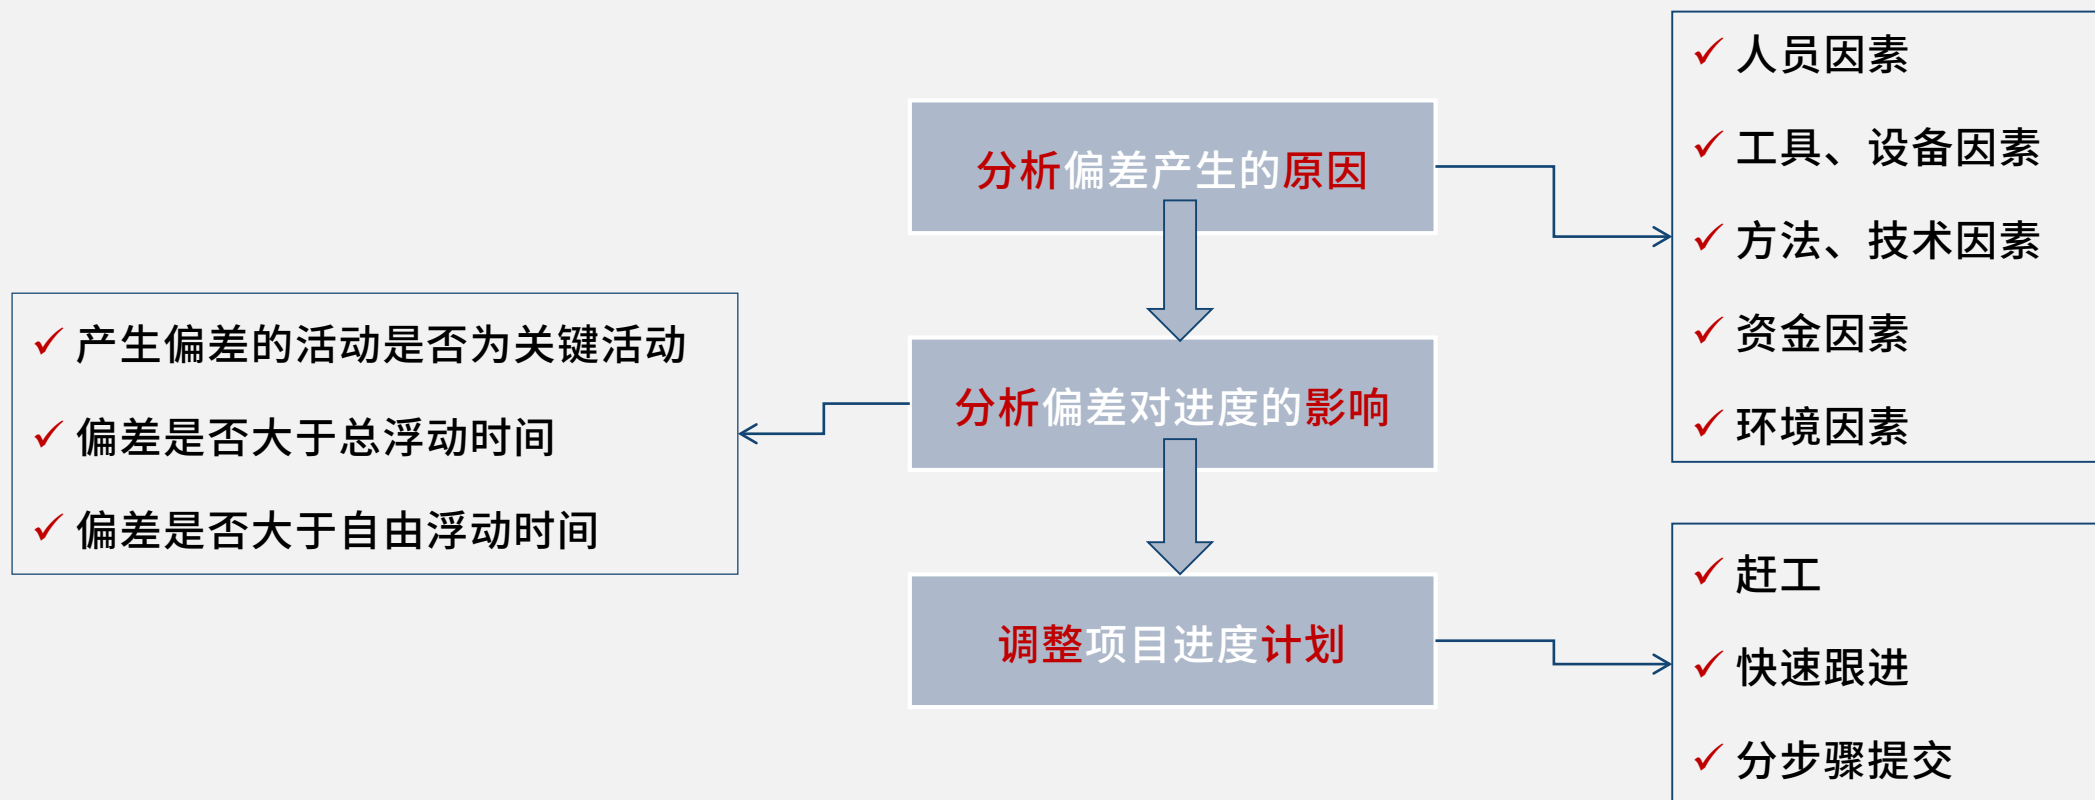 分析偏差产生的原因
人员因素
工具、设备因素
方法、技术因素
资金因素
环境因素
分析偏差对进度的影响
产生偏差的活动是否为关键活动
偏差是否大于总浮动时间
偏差是否大于自由浮动时间
调整项目进度计划
赶工
快速跟进
分步骤提交